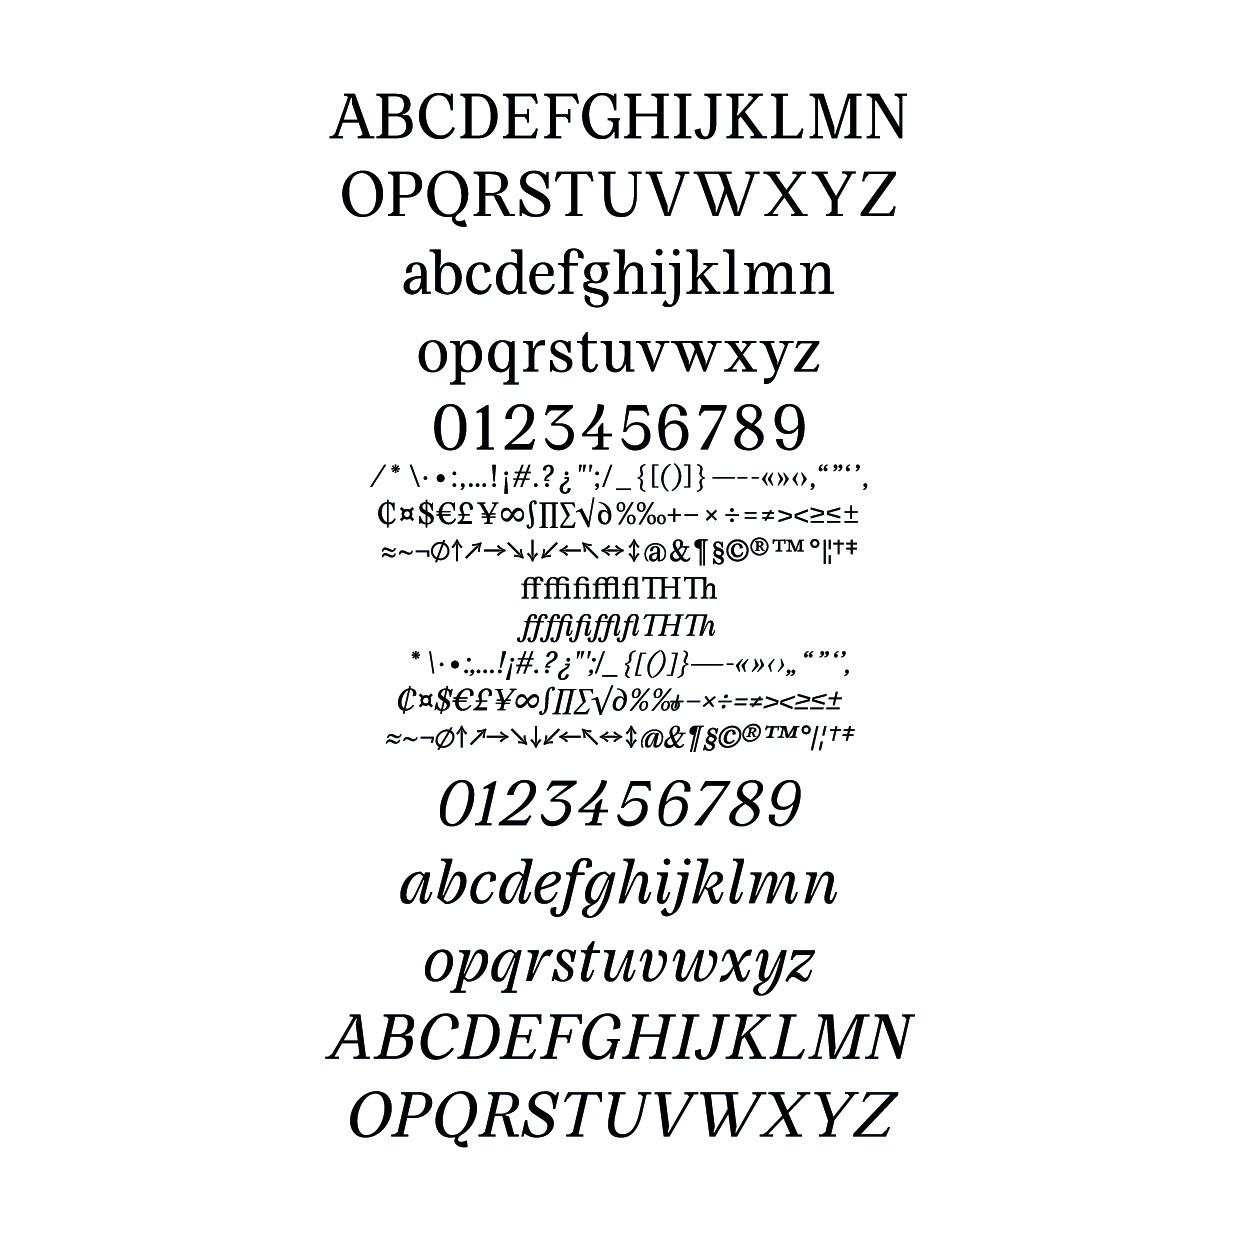 ABCDEFGHIJKLMN
OPQRSTUVWXYZ
abcdefghijklmn
opqrstuvwxyz
0123456789
/*\·•:,...!¡#.?¿"';/_{[()]}—–-«»‹›‚“”‘’,
₵¤$€£¥∞∫∏∑√∂%‰+−×÷=≠><≥≤±
≈~¬∅↑↗→↘↓↙←↖↔↕@&¶§©®™°|¦†‡
ffffififflflTHTh
ffffififflflTHTh
*\·•:,...!¡#.?¿"';/_{[()]}—–-«»‹›„“”‘’,
₵¤$€£¥∞∫∏∑√∂%‰+−×÷=≠><≥≤±
≈~¬∅↑↗→↘↓↙←↖↔↕@&¶§©®™°|¦†‡
0123456789
abcdefghijklmn
opqrstuvwxyz
ABCDEFGHIJKLMN
OPQRSTUVWXYZ